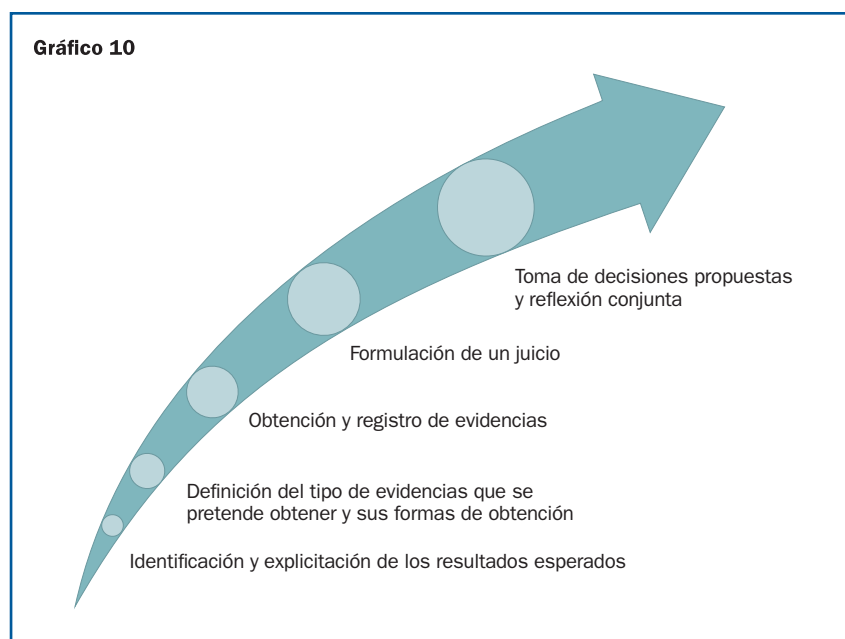 Gráfico 10
Toma de decisiones propuestas
y reflexión conjunta
Formulación de un juicio
Obtención y registro de evidencias
Definición del tipo de evidencias que se
pretende obtener y sus formas de obtención
Identificación y explicitación de los resultados esperados